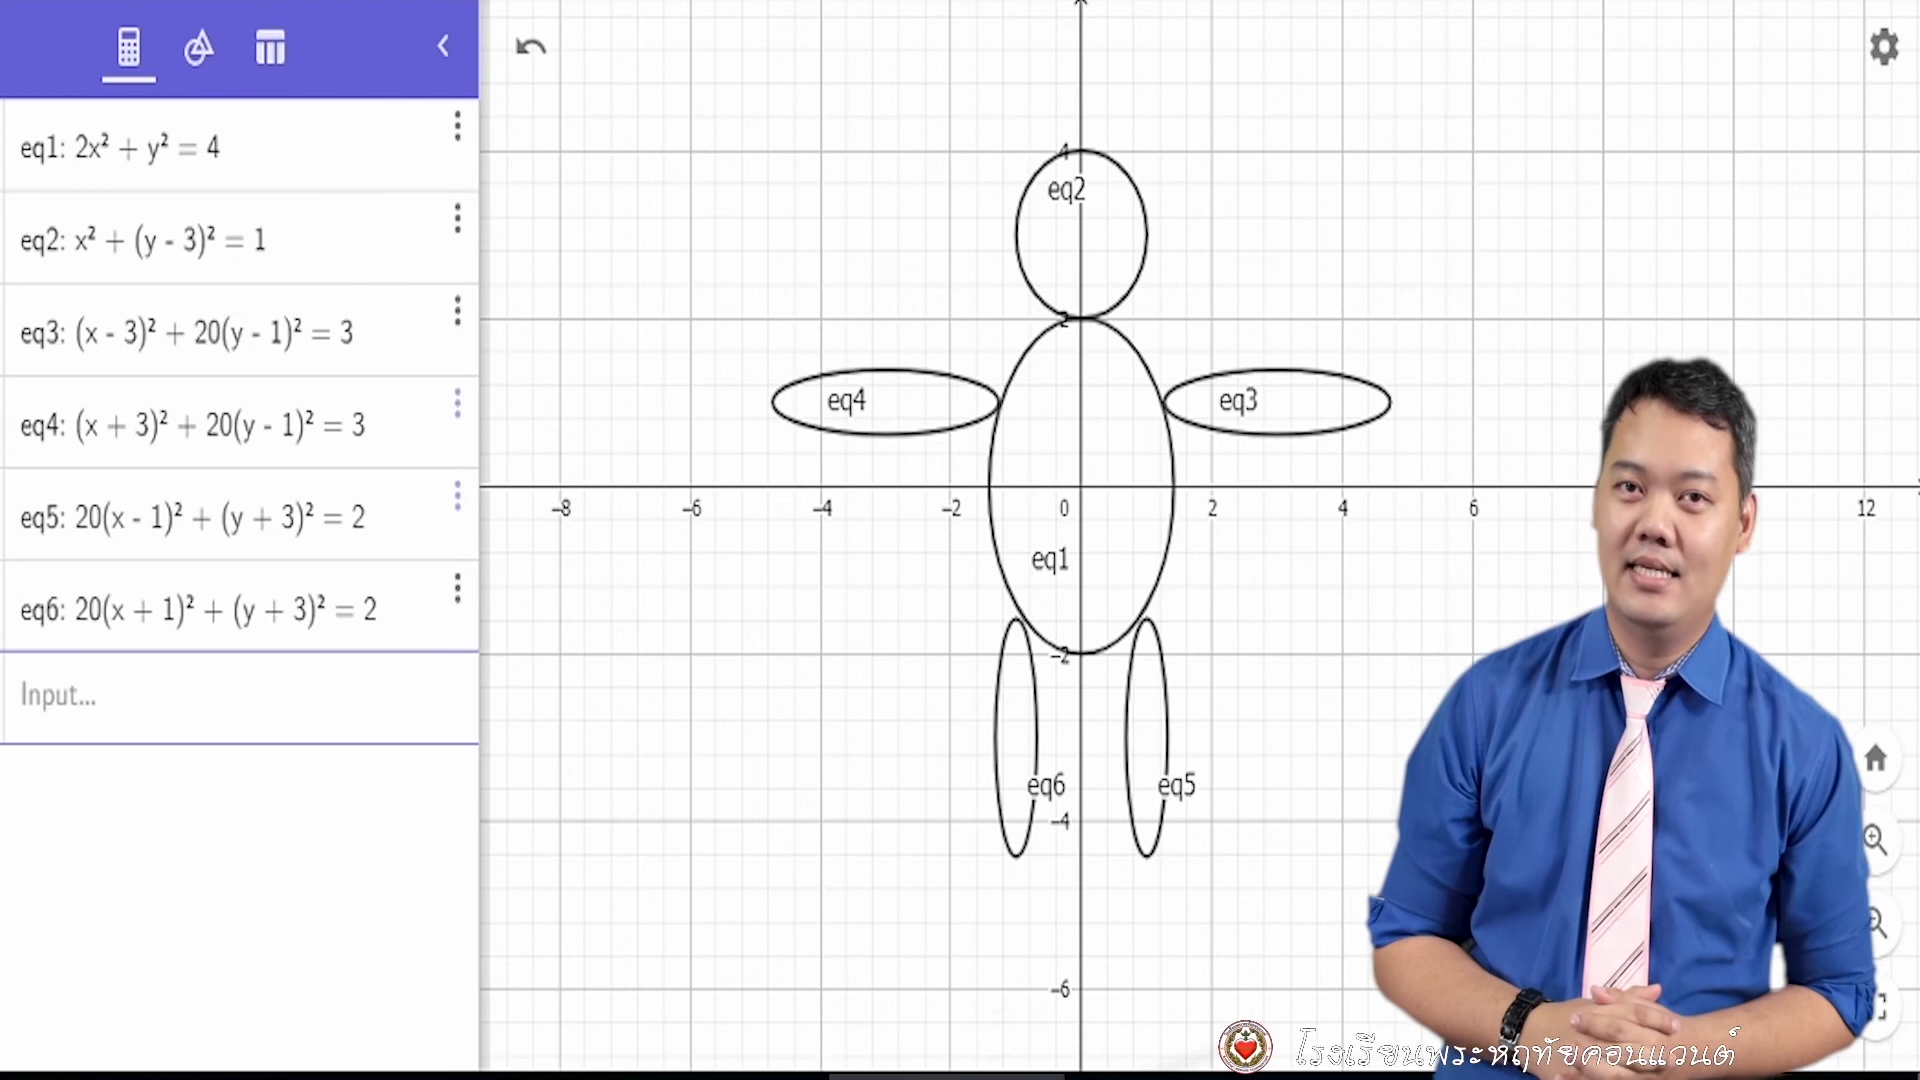 eq1: 2x² + y² = 4
eq2: x² + (y - 3)² = 1
eq3: (x - 3)² + 20(y - 1)² = 3
eq4: (x + 3)² + 20(y - 1)² = 3
eq5: 20(x - 1)² + (y + 3)² = 2
eq6: 20(x + 1)² + (y + 3)² = 2
Input...
4
eq2
2
eq4
eq3
-8 -6 -4 -2 0 2 4 6 12
eq1
-2
eq6
eq5
-4
-6
โรงเรียนพระหฤทัยคอนแวนต์